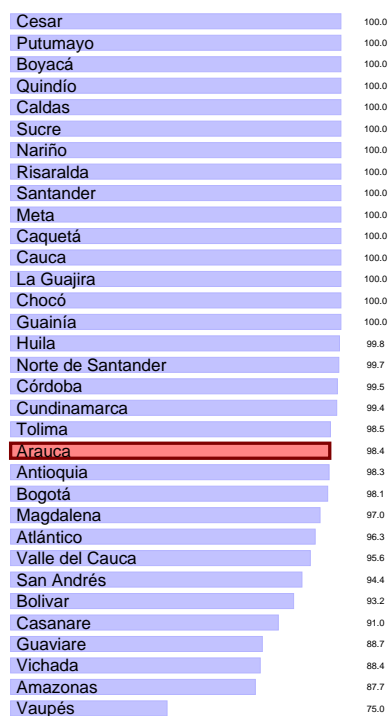 Cesar 100.0
Putumayo 100.0
Boyacá 100.0
Quindío 100.0
Caldas 100.0
Sucre 100.0
Nariño 100.0
Risaralda 100.0
Santander 100.0
Meta 100.0
Caquetá 100.0
Cauca 100.0
La Guajira 100.0
Chocó 100.0
Guainía 100.0
Huila 99.8
Norte de Santander 99.7
Córdoba 99.5
Cundinamarca 99.4
Tolima 98.5
Arauca 98.4
Antioquia 98.3
Bogotá 98.1
Magdalena 97.0
Atlántico 96.3
Valle del Cauca 95.6
San Andrés 94.4
Bolivar 93.2
Casanare 91.0
Guaviare 88.7
Vichada 88.4
Amazonas 87.7
Vaupés 75.0